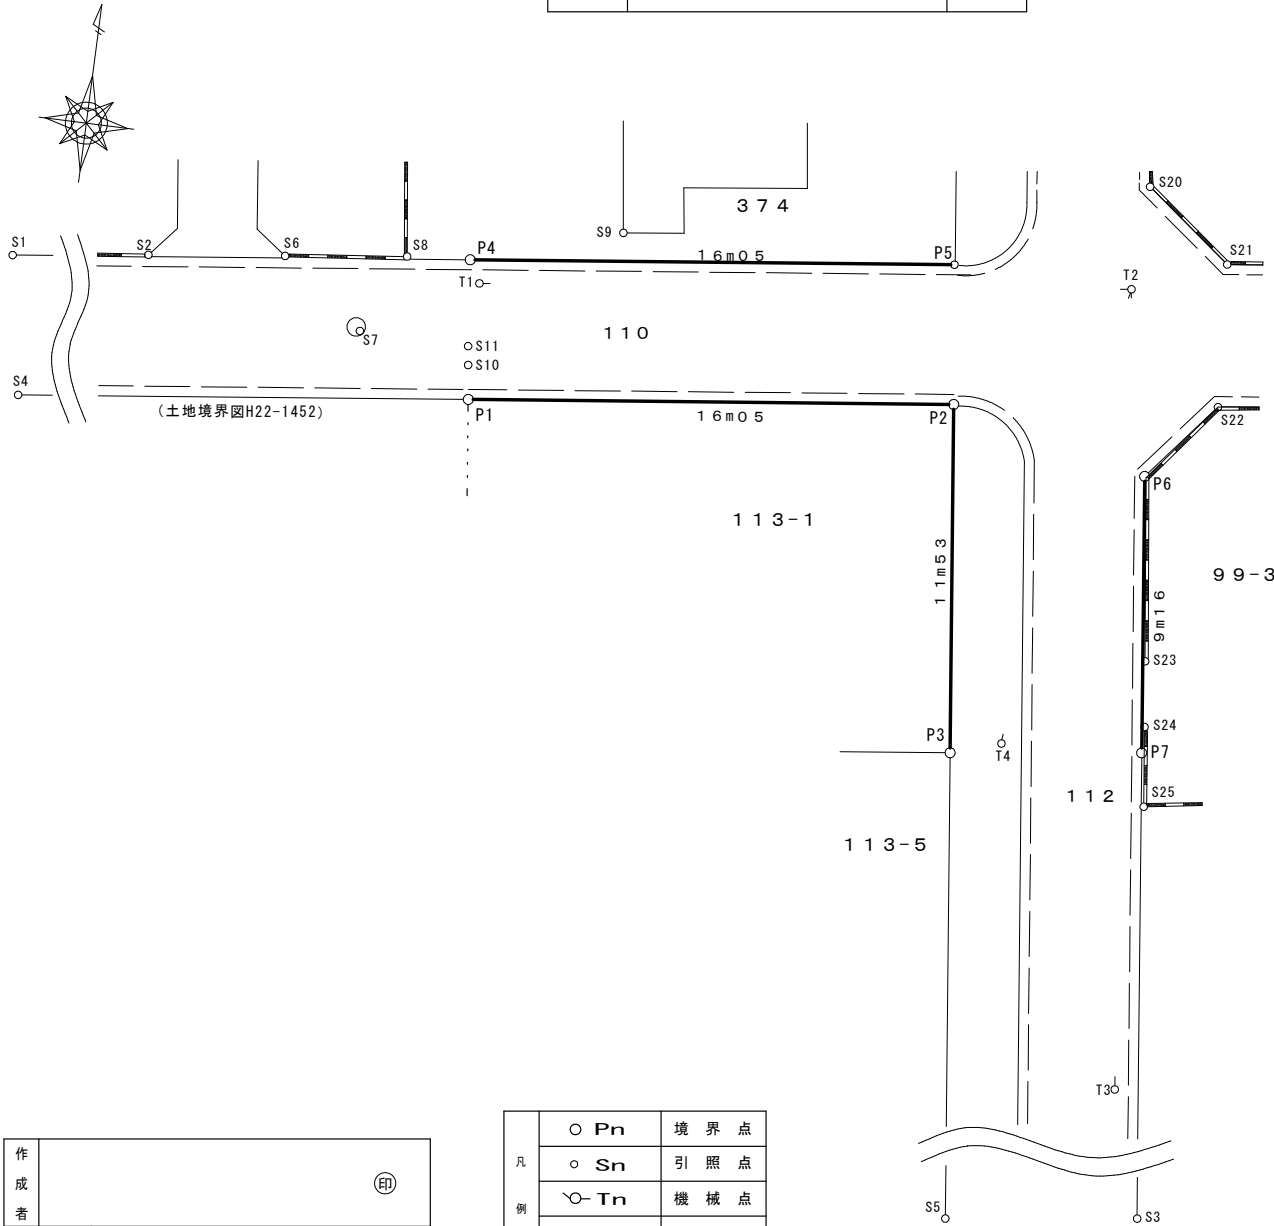 374
S20
S9
S1
S2
S6
S8
P4
16m05
P5
S21
T1
T2
S7
S11
110
S10
S4
(土地境界図H22-1452)
P1
16m05
P2
S22
P6
113-1
11m53
99-3
9m16
S23
P3
S24
T4
P7
112
S25
113-5
T3
作成者
印
凡例
Pn 境界点
Sn 引照点
Tn 機械点
S5
S3